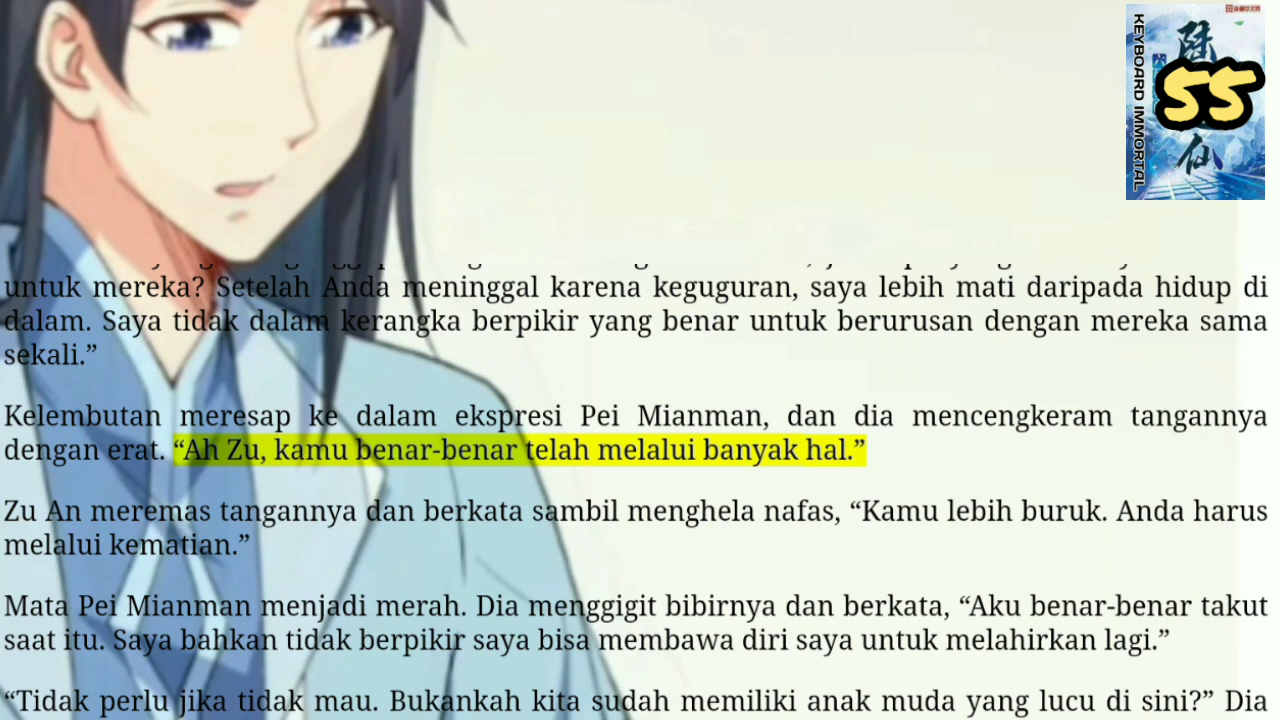 KEYBOARD IMMORTAL
陸
仙
55
untuk mereka? Setelah Anda meninggal karena keguguran, saya lebih mati daripada hidup di
dalam. Saya tidak dalam kerangka berpikir yang benar untuk berurusan dengan mereka sama
sekali.”
Kelembutan meresap ke dalam ekspresi Pei Mianman, dan dia mencengkeram tangannya
dengan erat. “Ah Zu, kamu benar-benar telah melalui banyak hal.”
Zu An meremas tangannya dan berkata sambil menghela nafas, “Kamu lebih buruk. Anda harus
melalui kematian.”
Mata Pei Mianman menjadi merah. Dia menggigit bibirnya dan berkata, “Aku benar-benar takut
saat itu. Saya bahkan tidak berpikir saya bisa membawa diri saya untuk melahirkan lagi.”
“Tidak perlu jika tidak mau. Bukankah kita sudah memiliki anak muda yang lucu di sini?” Dia